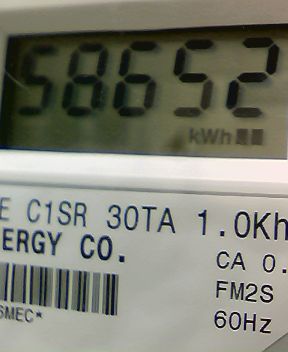 58652
kWh
E C1SR 30TA 1.0Kh
ERGY CO.
CA 0.
FM2S
SMEC*
60Hz